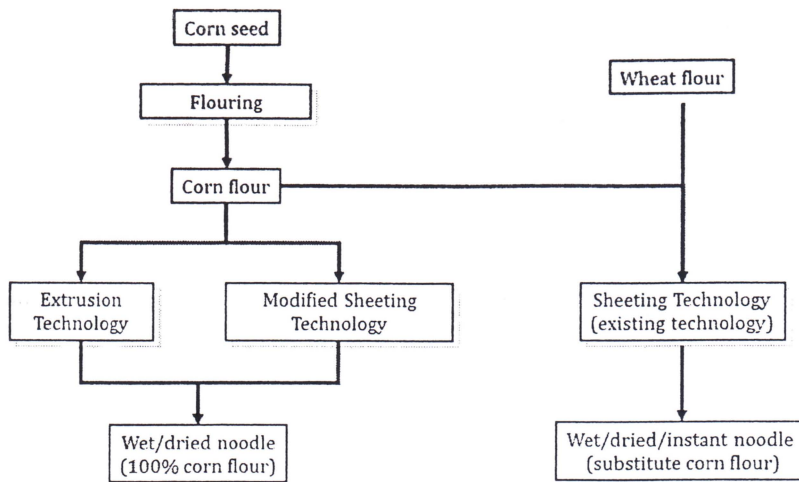 Corn seed
Flouring
Wheat flour
Corn flour
Extrusion
Technology
Modified Sheeting
Technology
Sheeting Technology
(existing technology)
Wet/dried noodle
(100% corn flour)
Wet/dried/instant noodle
(substitute corn flour)